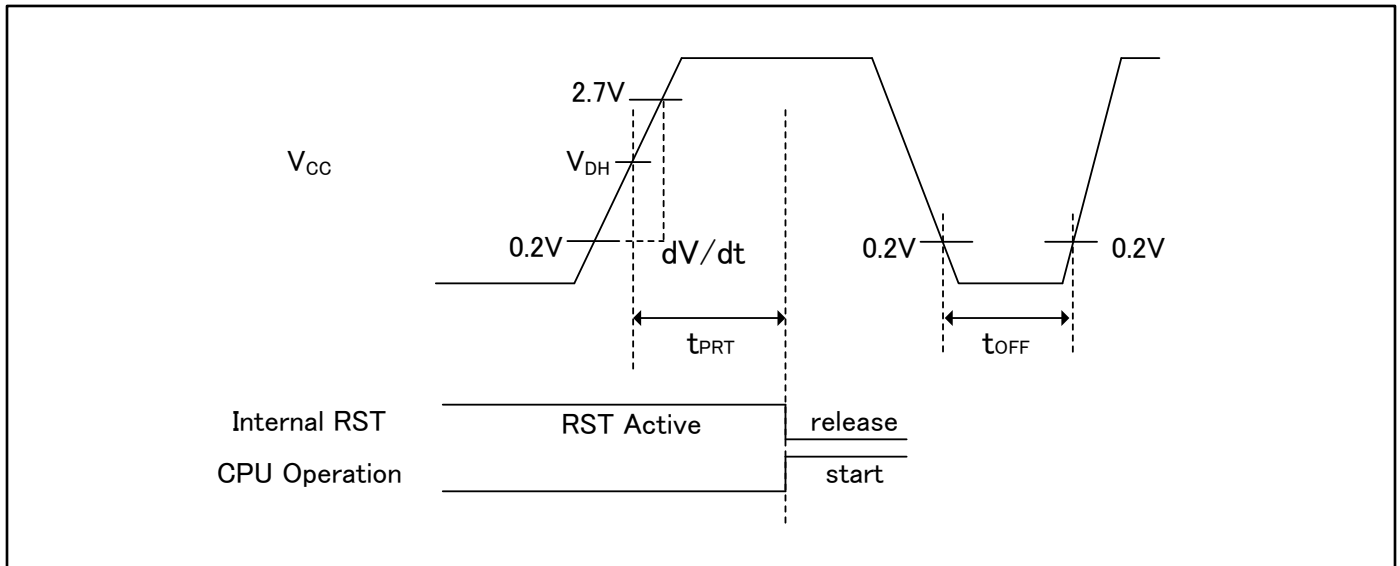 2.7V
VCC
VDH
0.2V
dV/dt
0.2V
0.2V
tPRT
tOFF
Internal RST
RST Active
release
CPU Operation
start